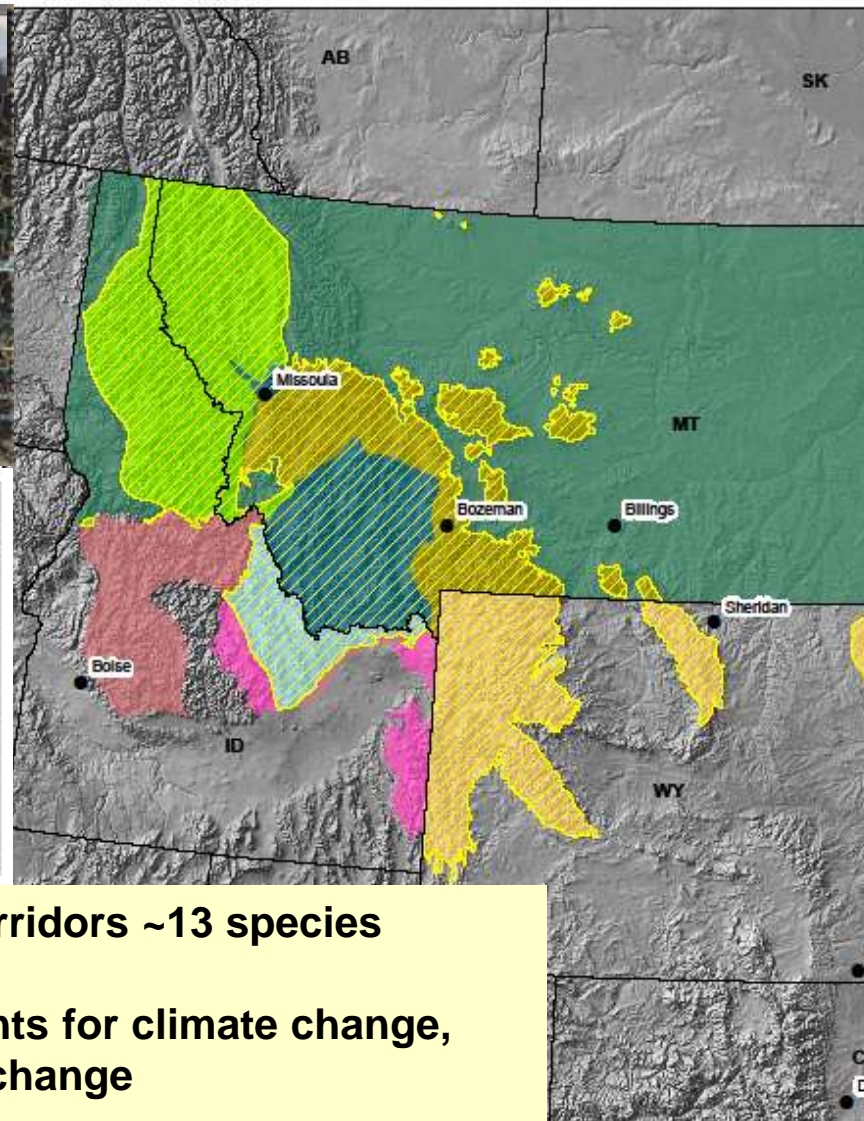 AB
SK
Missoula
MT
Bozeman
Billings
Sheridan
Boise
ID
WY
rridors ~13 species
nts for climate change,
change
C
D